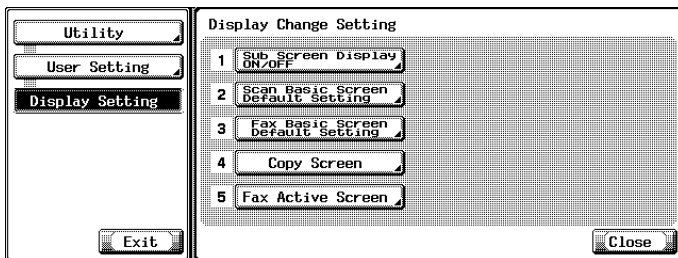 Utility
User Setting
Display Setting
Exit
Display Change Setting
1 Sub Screen Display
ON/OFF
2 Scan Basic Screen
Default Setting
3 Fax Basic Screen
Default Setting
4 Copy Screen
5 Fax Active Screen
Close